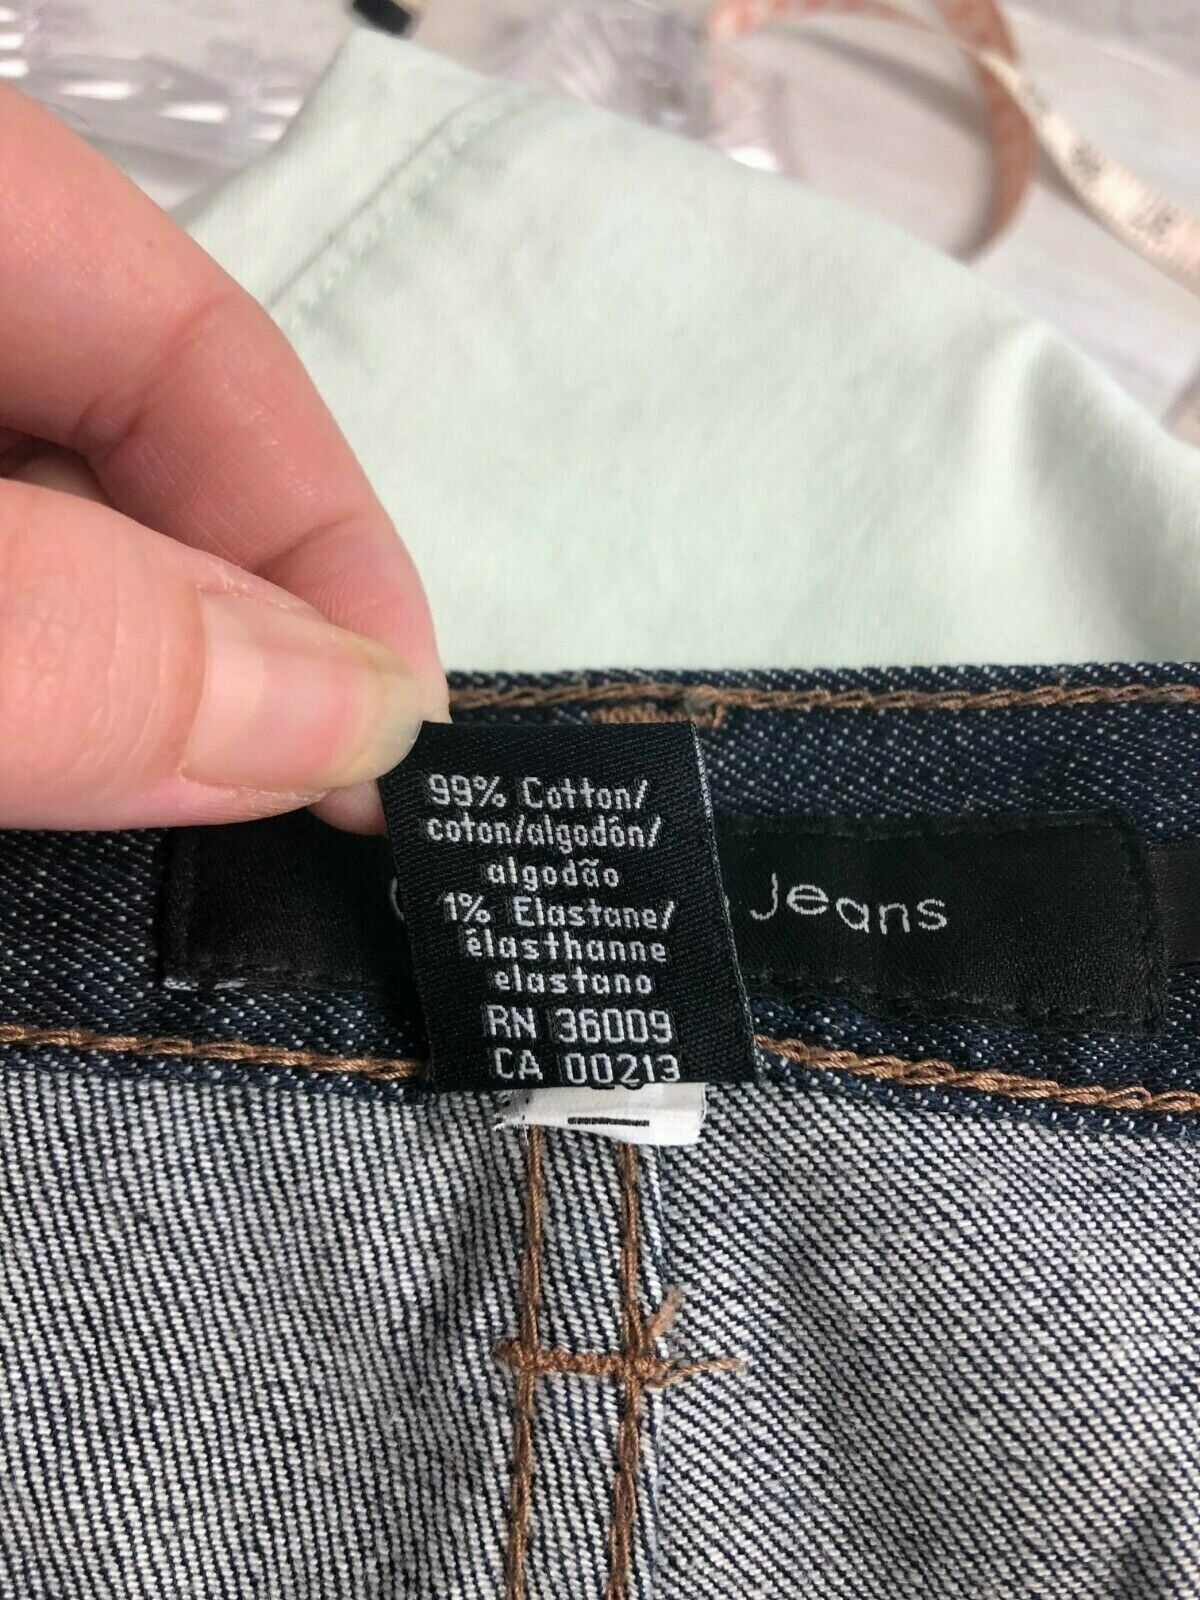 99% Cotton/
coton/algodón/
algodão
1% Elastane/
élasthanne
elastano
RN 36009
CA 00213
Jeans